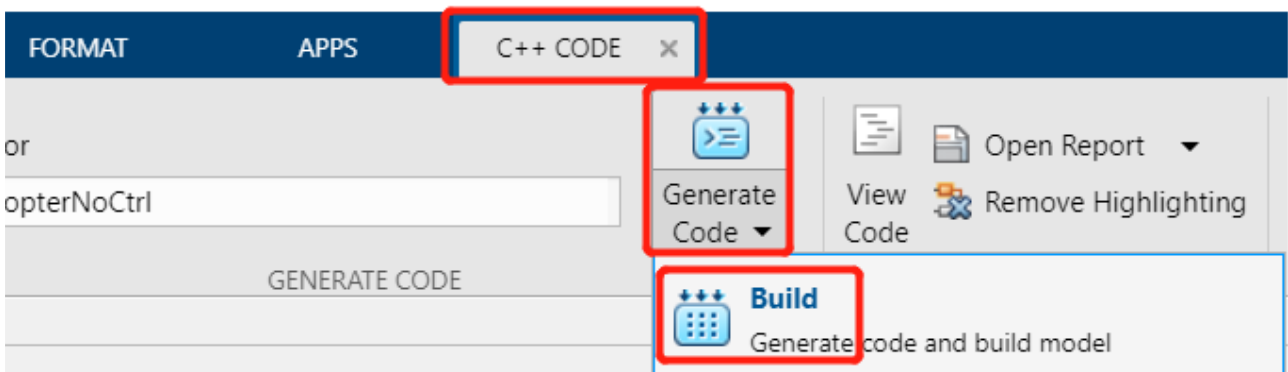 FORMAT APPS C++ CODE
or
opterNoCtrl
Generate
Code
View
Code
Open Report
Remove Highlighting
GENERATE CODE
Build
Generate code and build model